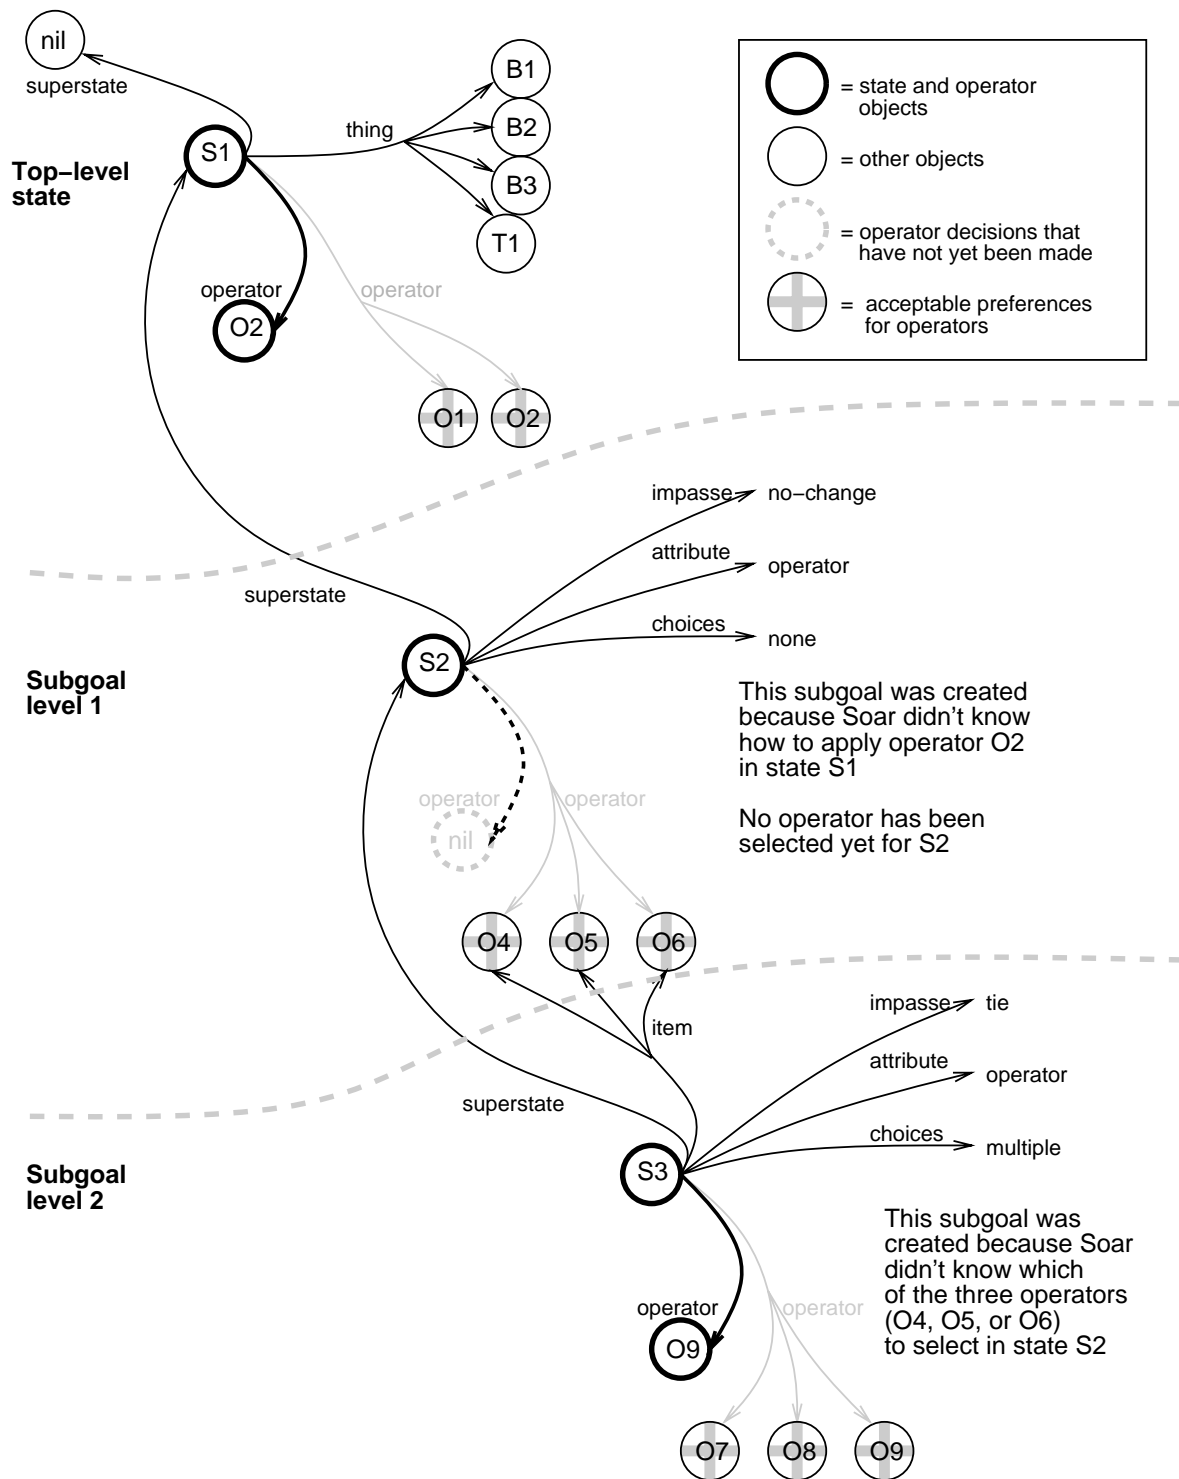 nil
superstate
Top–level
state
S1
thing
B1
B2
B3
T1
operator
O2
operator
O1
O2
= state and operator
objects
= other objects
= operator decisions that
have not yet been made
= acceptable preferences
for operators
superstate
impasse
no–change
attribute
operator
choices
none
Subgoal
level 1
S2
This subgoal was created
because Soar didn't know
how to apply operator O2
in state S1
No operator has been
selected yet for S2
operator
nil
operator
O4
O5
O6
item
superstate
impasse
tie
attribute
operator
choices
multiple
Subgoal
level 2
S3
This subgoal was
created because Soar
didn't know which
of the three operators
(O4, O5, or O6)
to select in state S2
operator
O9
operator
O7
O8
O9